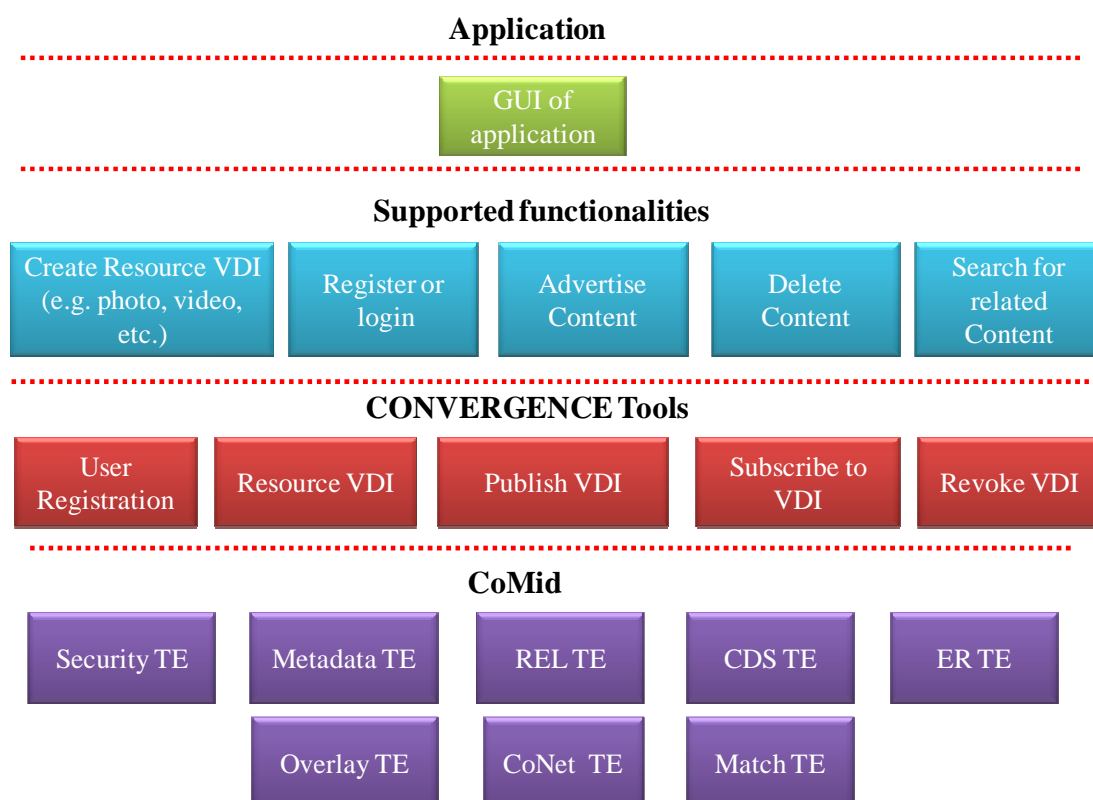 Application
GUI of
application
Supported functionalities
Create Resource VDI
(e.g. photo, video,
etc.)
Register or
login
Advertise
Content
Delete
Content
Search for
related
Content
CONVERGENCE Tools
User
Registration
Resource VDI
Publish VDI
Subscribe to
VDI
Revoke VDI
CoMid
Security TE
Metadata TE
REL TE
CDS TE
ER TE
Overlay TE
CoNet TE
Match TE